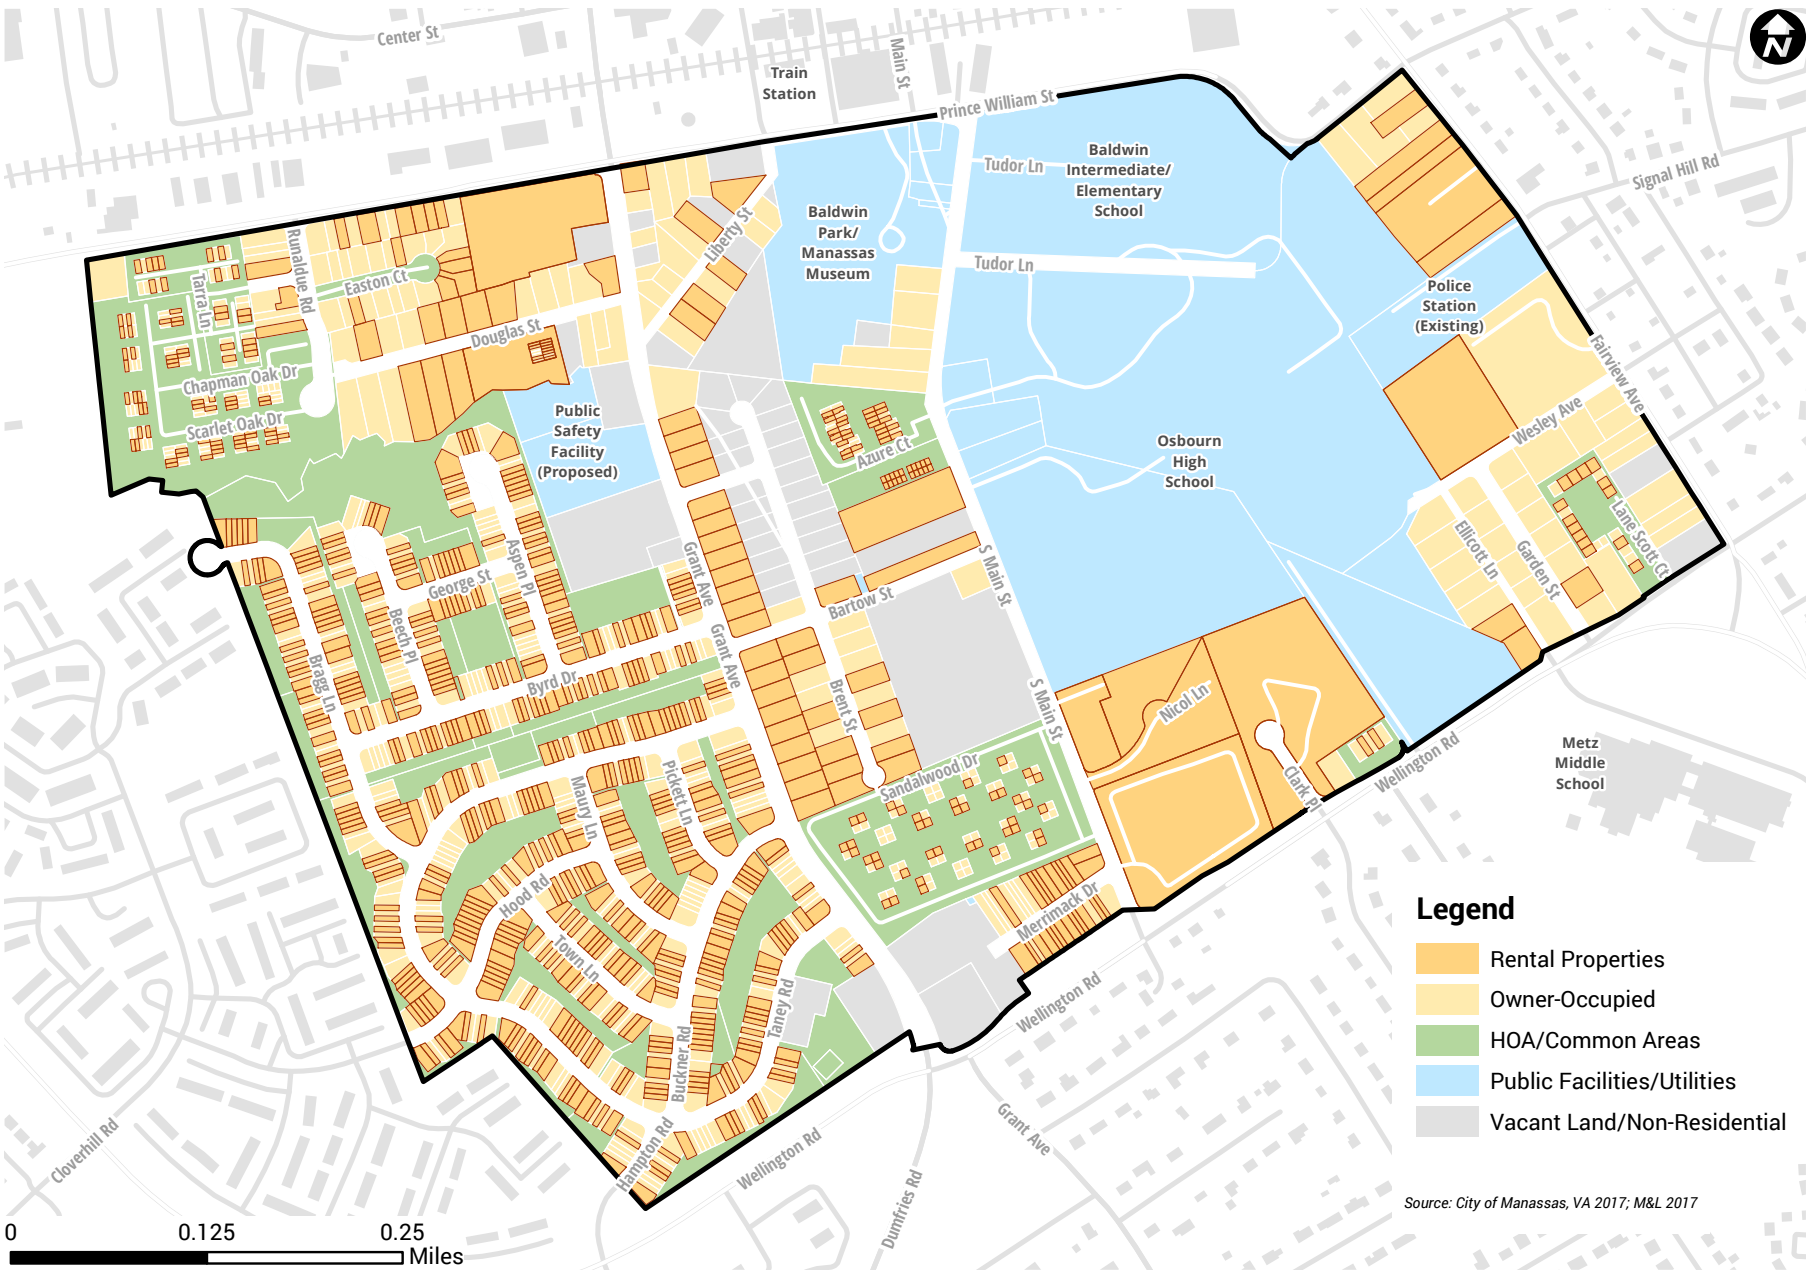 Center St
Train
Station
Main St
N
Prince William St
Tudor Ln
Baldwin
Intermediate/
Elementary
School
Signal Hill Rd
Baldwin
Park/
Manassas
Museum
Liberty St
Runaldue Rd
Tarra Ln
Easton Ct
Tudor Ln
Police
Station
(Existing)
Douglas St
Fairview Ave
Chapman Oak Dr
Scarlet Oak Dr
Public
Safety
Facility
(Proposed)
Azure Ct
Osbourn
High
School
Wesley Ave
Aspen Pl
George St
Beech Pl
Grant Ave
Bartow St
S Main St
Ellicott Ln
Garden St
Lane Scott Ct
Bragg Ln
Byrd Dr
Grant Ave
Brent St
S Main St
Nicol Ln
Sandalwood Dr
Clark Pl
Wellington Rd
Metz
Middle
School
Maury Ln
Pickett Ln
Hood Rd
Town Ln
Merrimack Dr
Taney Rd
Buckner Rd
Wellington Rd
Hampton Rd
Wellington Rd
Grant Ave
Dumfries Rd
Cloverhill Rd
Legend
Rental Properties
Owner-Occupied
HOA/Common Areas
Public Facilities/Utilities
Vacant Land/Non-Residential
Source: City of Manassas, VA 2017; M&L 2017
0 0.125 0.25
Miles